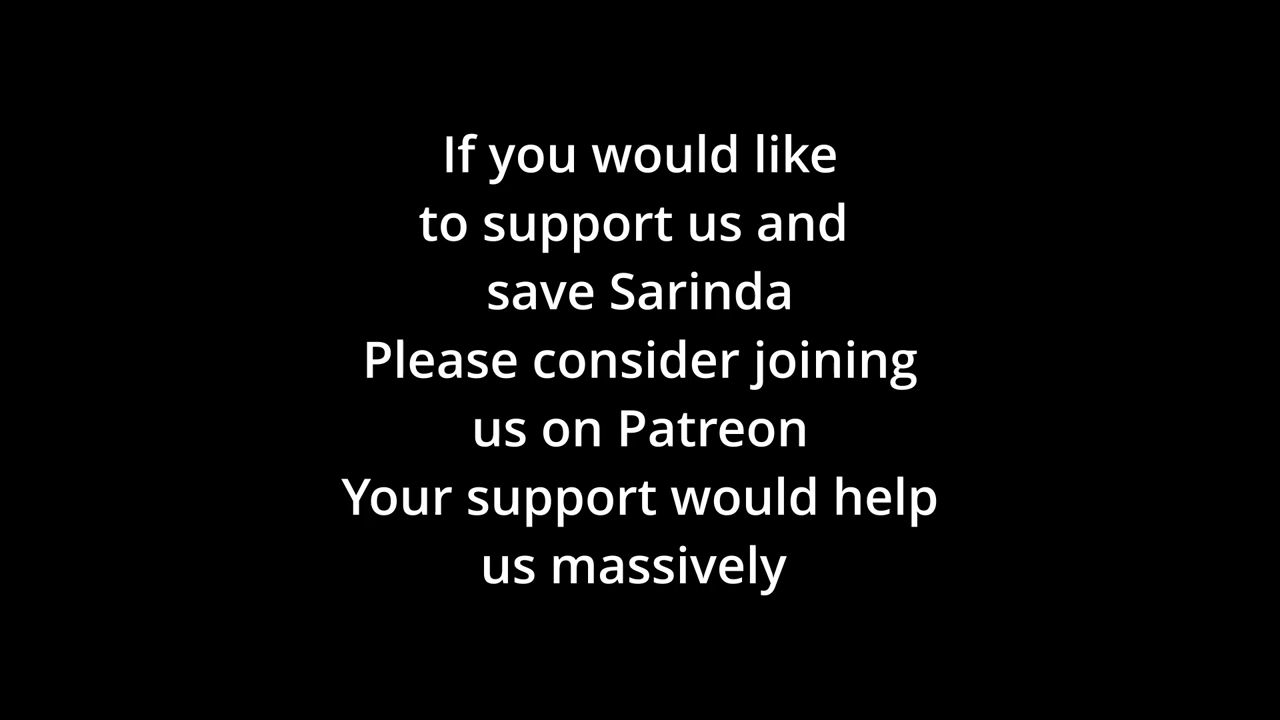 If you would like
to support us and
save Sarinda
Please consider joining
us on Patreon
Your support would help
us massively